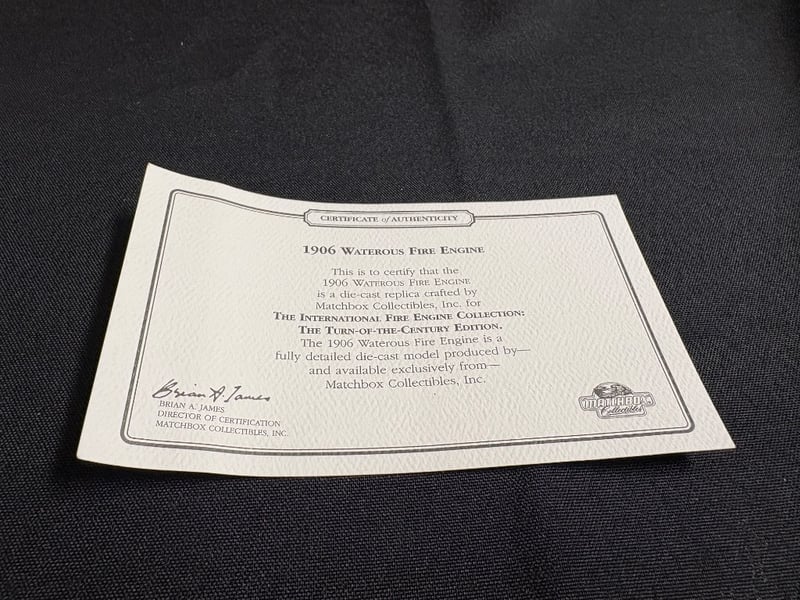 CERTIFICATE of AUTHENTICITY
1906 WATEROUS FIRE ENGINE
This is to certify that the
1906 WATEROUS FIRE ENGINE
is a die-cast replica crafted by
Matchbox Collectibles, Inc. for
THE INTERNATIONAL FIRE ENGINE COLLECTION:
THE TURN-OF-THE-CENTURY EDITION.
The 1906 Waterous Fire Engine is a
fully detailed die-cast model produced by—
and available exclusively from—
Matchbox Collectibles, Inc.
Brian A. James
BRIAN A. JAMES
DIRECTOR OF CERTIFICATION
MATCHBOX COLLECTIBLES, INC.
MATCHBOX
Collectibles